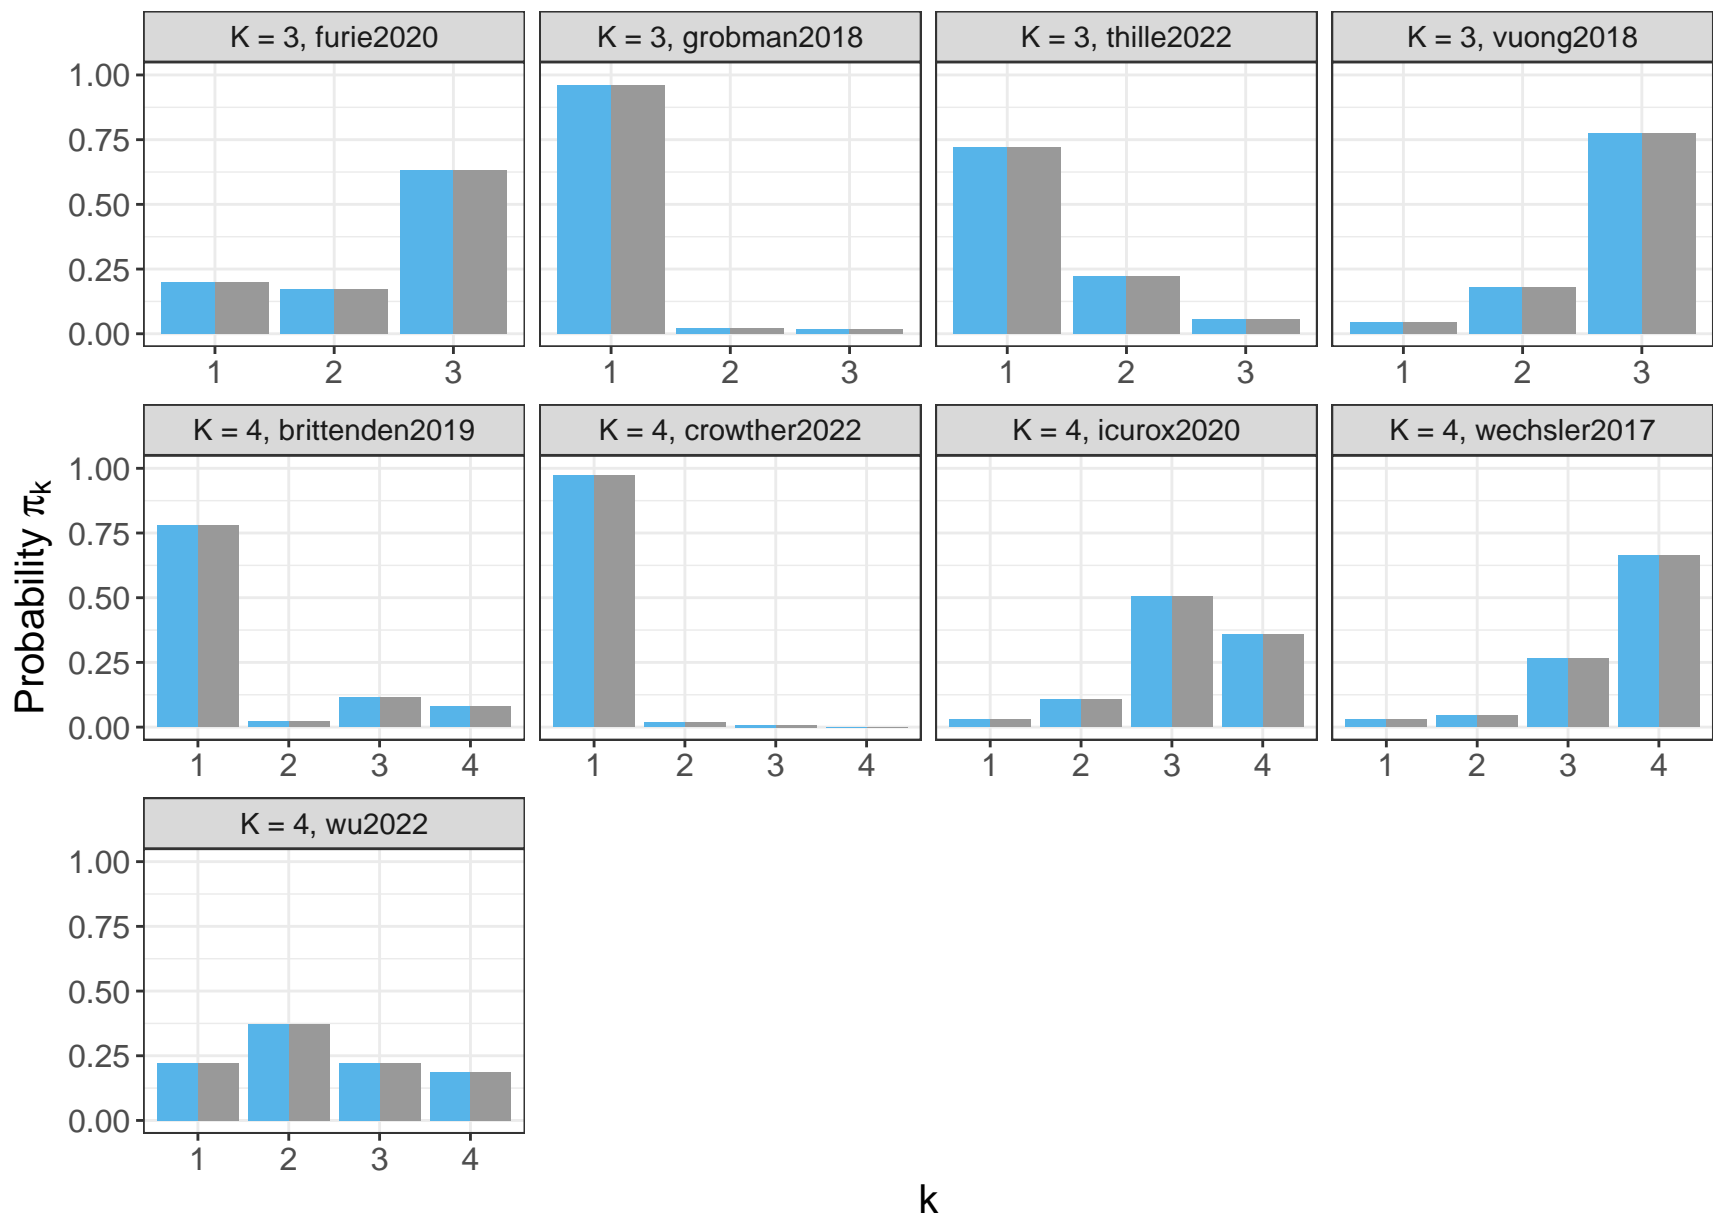 K = 3, furie2020 K = 3, grobman2018 K = 3, thille2022 K = 3, vuong2018
1.00
0.75
0.50
0.25
0.00
1 2 3 1 2 3 1 2 3 1 2 3
K = 4, brittenden2019 K = 4, crowther2022 K = 4, icurox2020 K = 4, wechsler2017
1.00
0.75
0.50
0.25
0.00
1 2 3 4 1 2 3 4 1 2 3 4 1 2 3 4
Probability πk
K = 4, wu2022
1.00
0.75
0.50
0.25
0.00
1 2 3 4
k